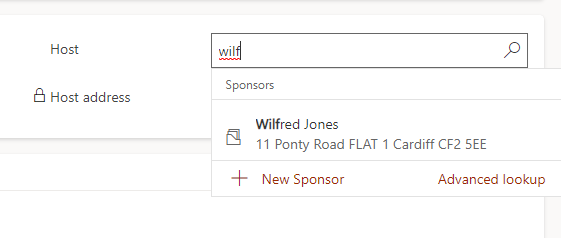 Host
wilf
Host address
Sponsors
Wilfred Jones
11 Ponty Road FLAT 1 Cardiff CF2 5EE
New Sponsor
Advanced lookup